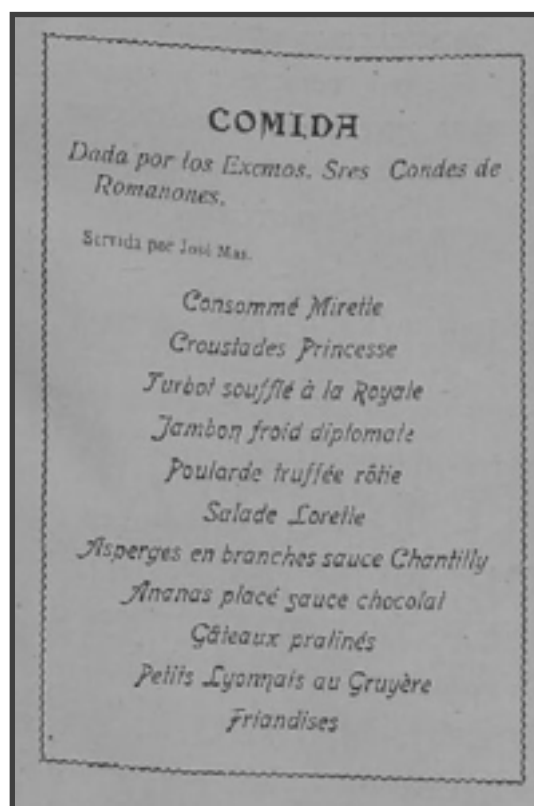 COMIDA
Dada por los Excmos. Sres Condes de
Romanones.
Servida por José Mas.
Consommé Mirette
Croustades Princesse
Turbot soufflé à la Royale
Jambon froid diplomate
Poularde truffée rôtie
Salade Lorette
Asperges en branches sauce Chantilly
Ananas placé sauce chocolat
Gâteaux pralinés
Petits Lyonnais au Gruyère
Friandises